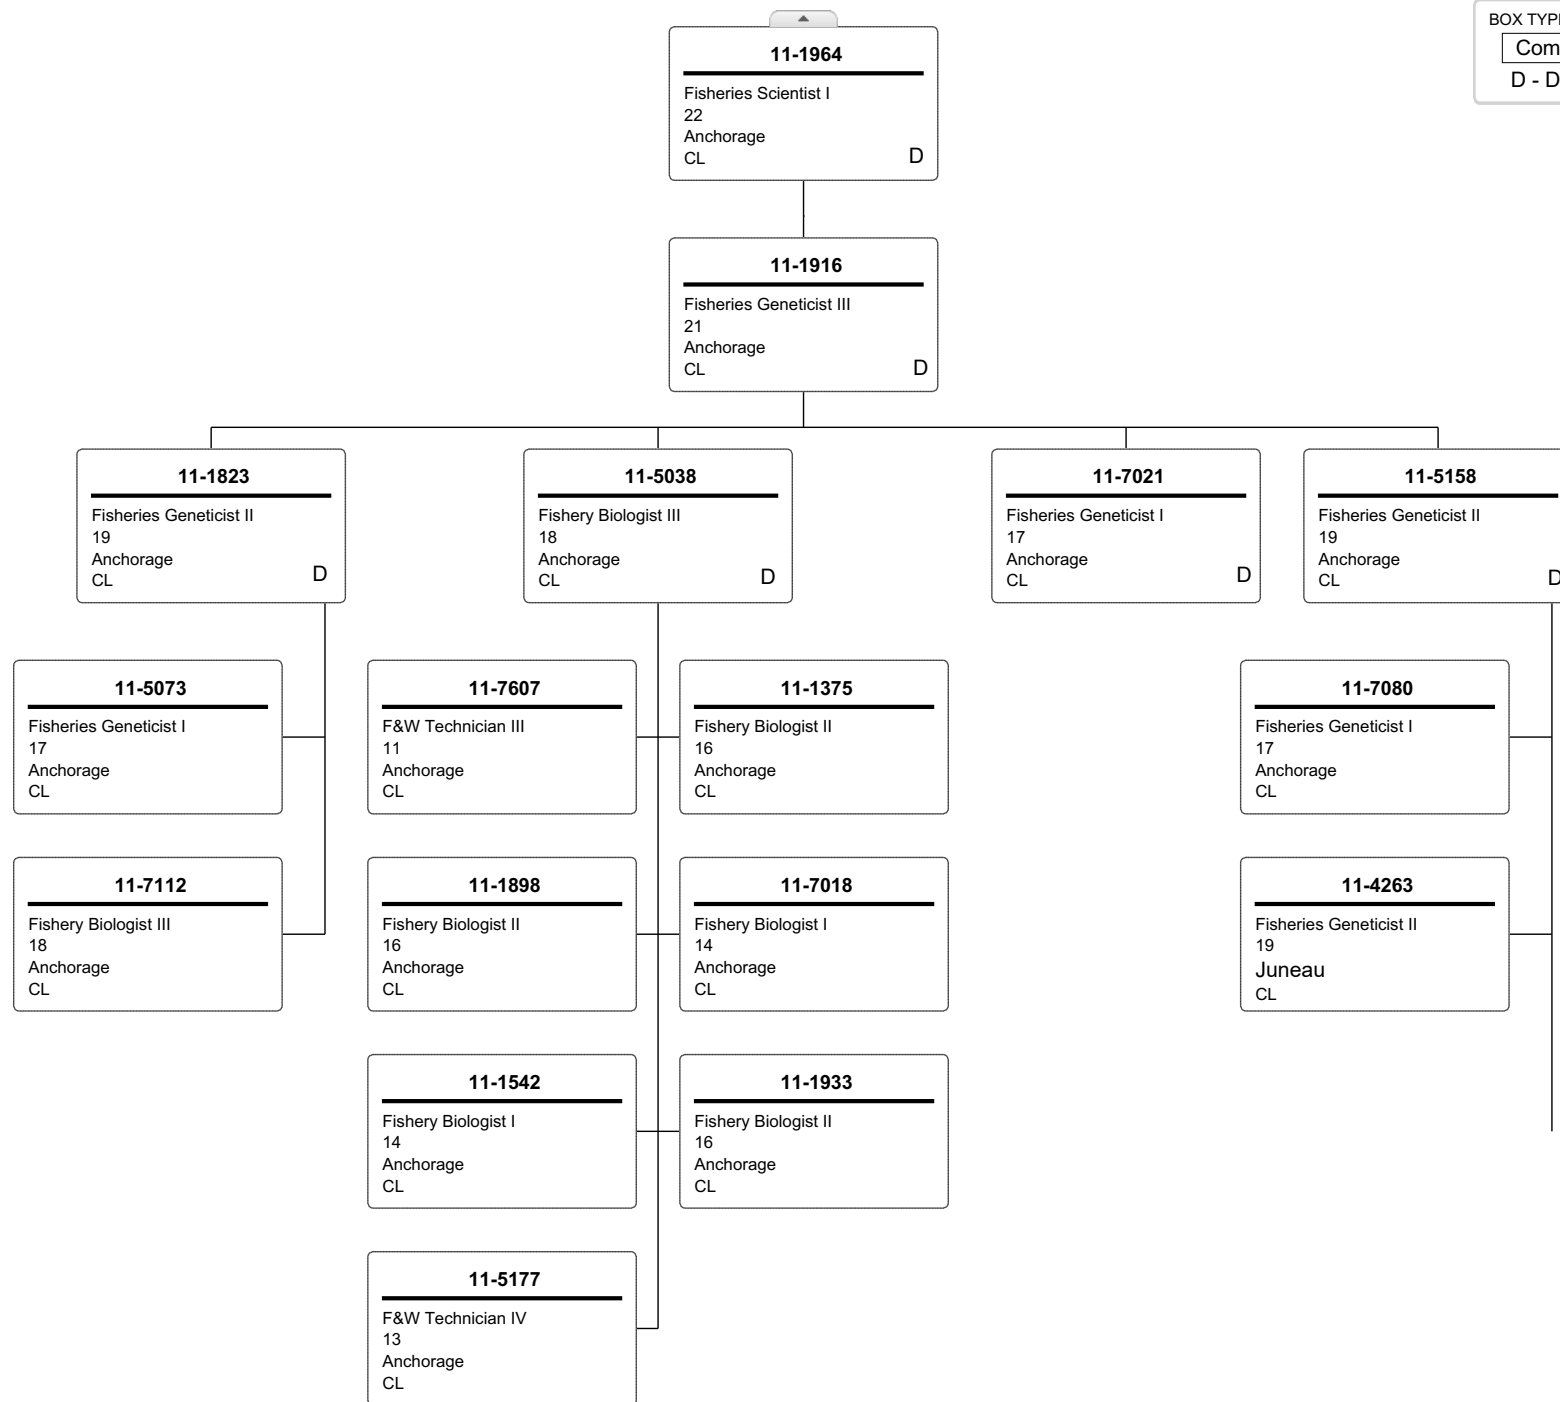 BOX TYP
Com
D - D
11-1964
Fisheries Scientist I
22
Anchorage
CL
D
11-1916
Fisheries Geneticist III
21
Anchorage
CL
D
11-1823
Fisheries Geneticist II
19
Anchorage
CL
D
11-5038
Fishery Biologist III
18
Anchorage
CL
D
11-7021
Fisheries Geneticist I
17
Anchorage
CL
D
11-5158
Fisheries Geneticist II
19
Anchorage
CL
D
11-5073
Fisheries Geneticist I
17
Anchorage
CL
11-7607
F&W Technician III
11
Anchorage
CL
11-1375
Fishery Biologist II
16
Anchorage
CL
11-7080
Fisheries Geneticist I
17
Anchorage
CL
11-7112
Fishery Biologist III
18
Anchorage
CL
11-1898
Fishery Biologist II
16
Anchorage
CL
11-7018
Fishery Biologist I
14
Anchorage
CL
11-4263
Fisheries Geneticist II
19
Juneau
CL
11-1542
Fishery Biologist I
14
Anchorage
CL
11-1933
Fishery Biologist II
16
Anchorage
CL
11-5177
F&W Technician IV
13
Anchorage
CL